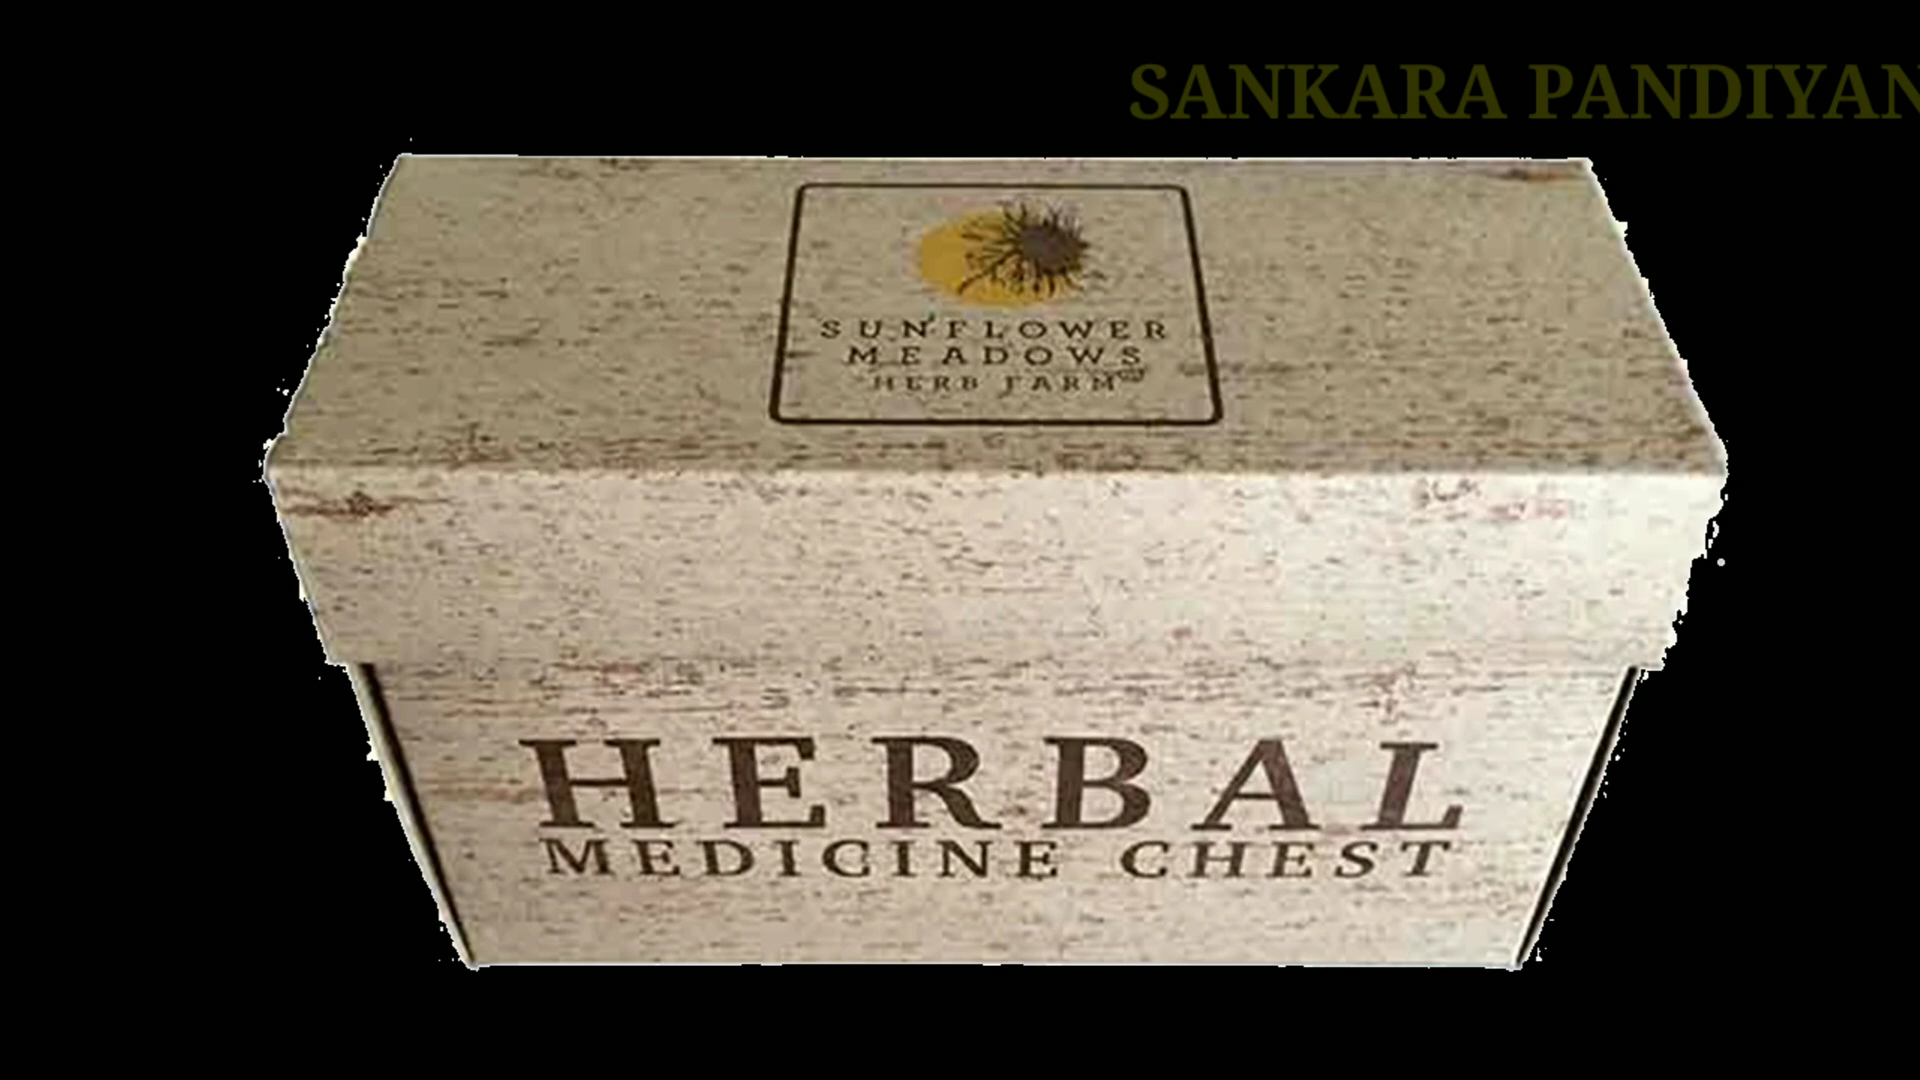 SANKARA PANDIYAN
SUNFLOWER
MEADOWS
HERB FARM
HERBAL
MEDICINE CHEST